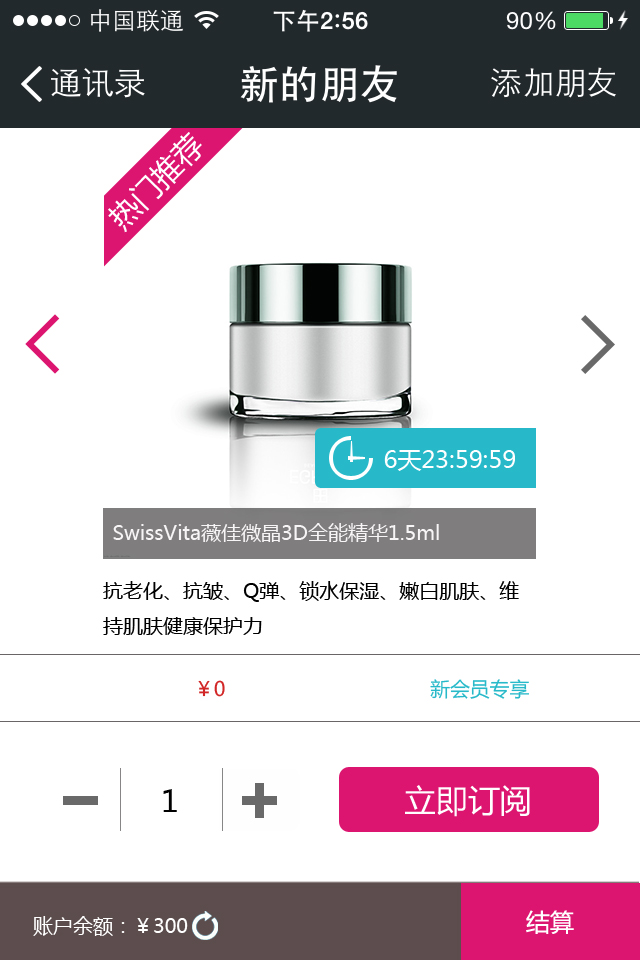 中国联通 下午2:56 90%
通讯录 新的朋友 添加朋友
热门推荐
6天23:59:59
SwissVita薇佳微晶3D全能精华1.5ml
抗老化、抗皱、Q弹、锁水保湿、嫩白肌肤、维
持肌肤健康保护力
¥0 新会员专享
1 立即订阅
账户余额：¥300 结算